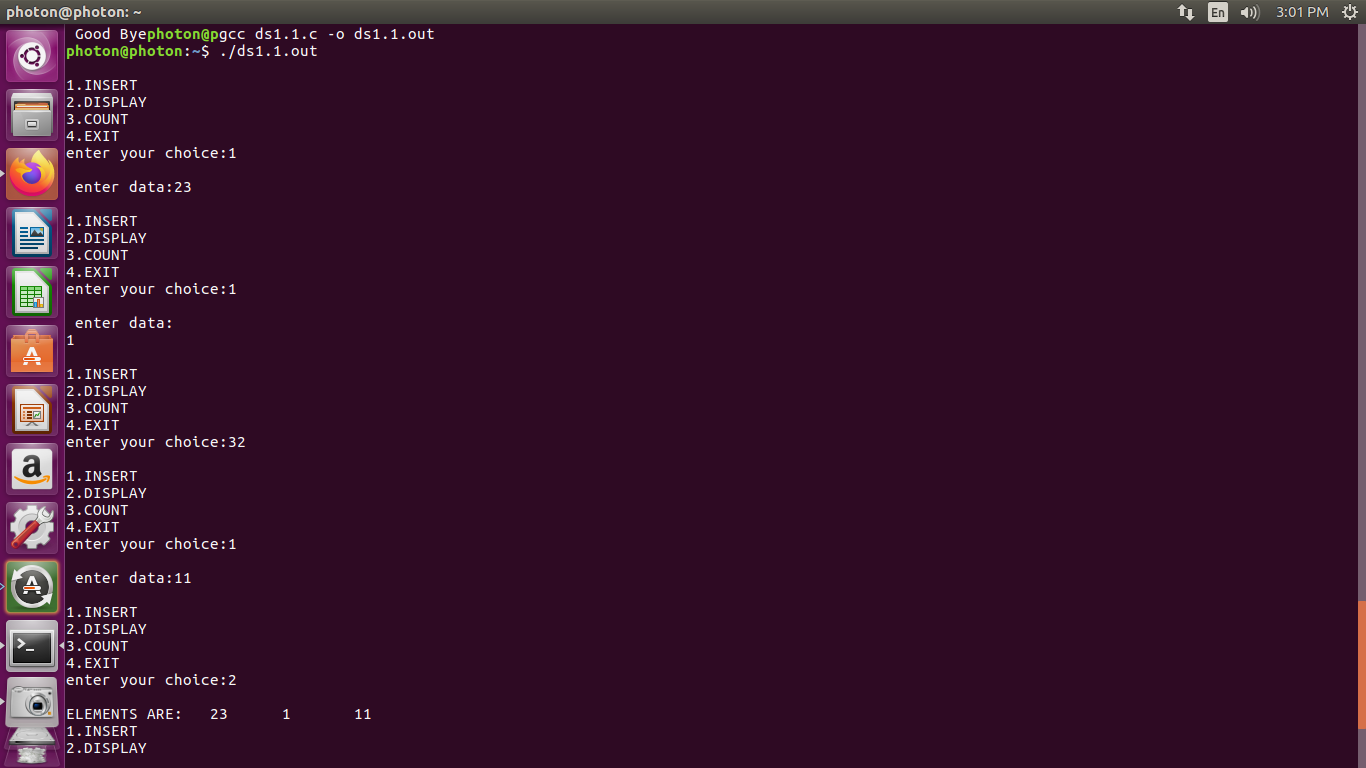 photon@photon: ~
En
3:01 PM
Good Byephoton@pgcc ds1.1.c -o ds1.1.out
photon@photon:~$ ./ds1.1.out
1.INSERT
2.DISPLAY
3.COUNT
4.EXIT
enter your choice:1
enter data:23
1.INSERT
2.DISPLAY
3.COUNT
4.EXIT
enter your choice:1
enter data:
1
1.INSERT
2.DISPLAY
3.COUNT
4.EXIT
enter your choice:32
1.INSERT
2.DISPLAY
3.COUNT
4.EXIT
enter your choice:1
enter data:11
1.INSERT
2.DISPLAY
3.COUNT
4.EXIT
enter your choice:2
ELEMENTS ARE: 23 1 11
1.INSERT
2.DISPLAY